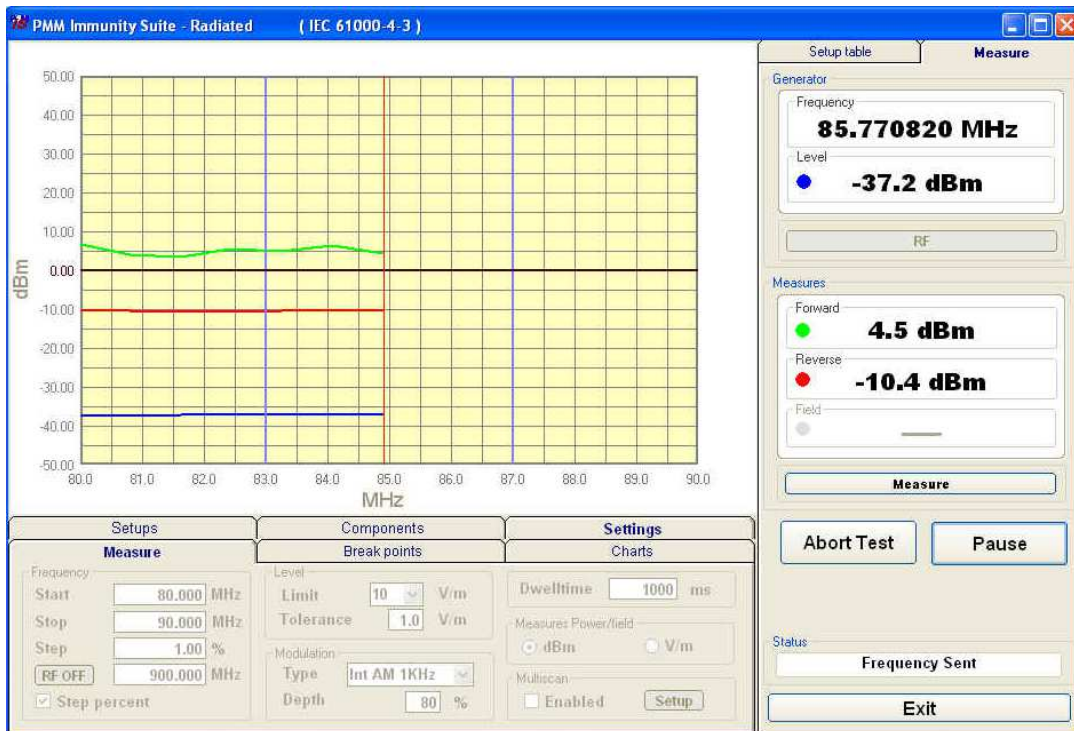 PMM Immunity Suite - Radiated ( IEC 61000-4-3 )
Setup table Measure
Generator
Frequency
85.770820 MHz
Level
-37.2 dBm
RF
Measures
Forward
4.5 dBm
Reverse
-10.4 dBm
Field
Measure
Abort Test Pause
Status
Frequency Sent
Exit
50.00
40.00
30.00
20.00
10.00
0.00
-10.00
-20.00
-30.00
-40.00
-50.00
dBm
80.0 81.0 82.0 83.0 84.0 85.0 86.0 87.0 88.0 89.0 90.0
MHz
Setups Components Settings
Measure Break points Charts
Frequency
Start 80.000 MHz
Stop 90.000 MHz
Step 1.00 %
RF OFF 900.000 MHz
Step percent
Level
Limit 10 V/m
Tolerance 1.0 V/m
Modulation
Type Int AM 1KHz
Depth 80 %
Dwelltime 1000 ms
Measures Power/field
dBm V/m
Multiscan
Enabled Setup